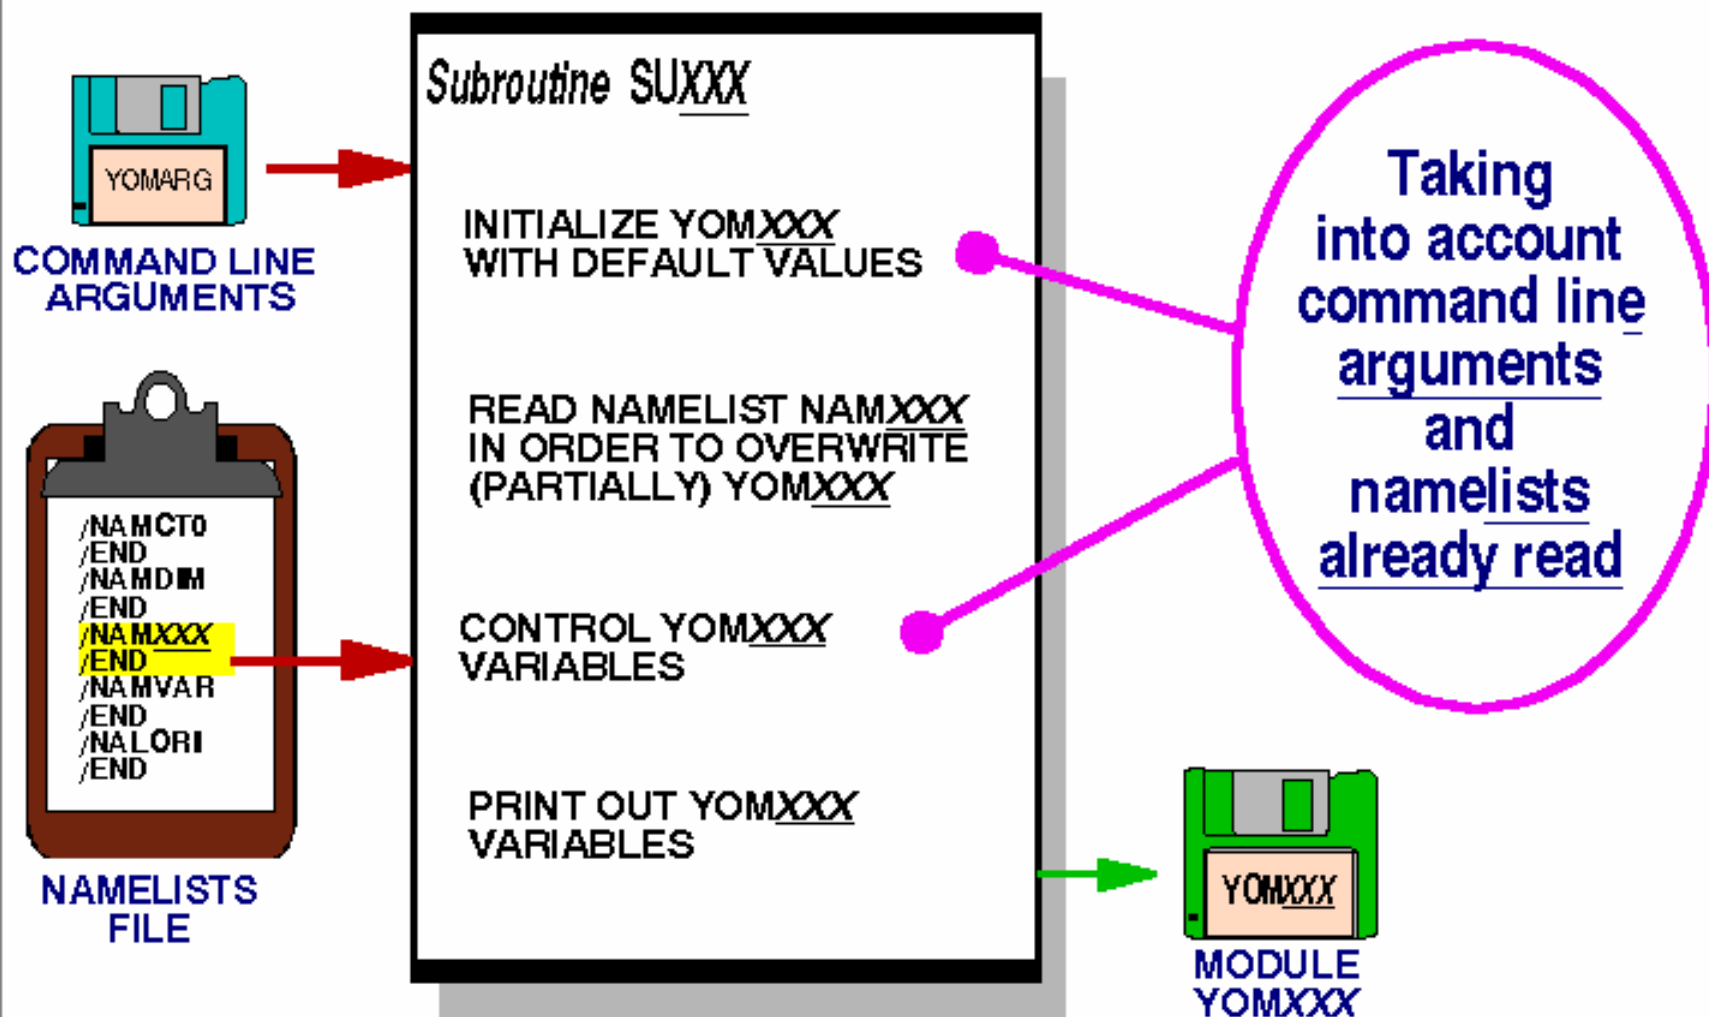 Subroutine SUXXX
YOMARG
COMMAND LINE
ARGUMENTS
INITIALIZE YOMXXX
WITH DEFAULT VALUES
READ NAMELIST NAMXXX
IN ORDER TO OVERWRITE
(PARTIALLY) YOMXXX
CONTROL YOMXXX
VARIABLES
PRINT OUT YOMXXX
VARIABLES
Taking
into account
command line
arguments
and
namelists
already read
/NAMCT0
/END
/NAMDIM
/END
/NAMXXX
/END
/NAMVAR
/END
/NALORI
/END
NAMELISTS
FILE
YOMXXX
MODULE
YOMXXX